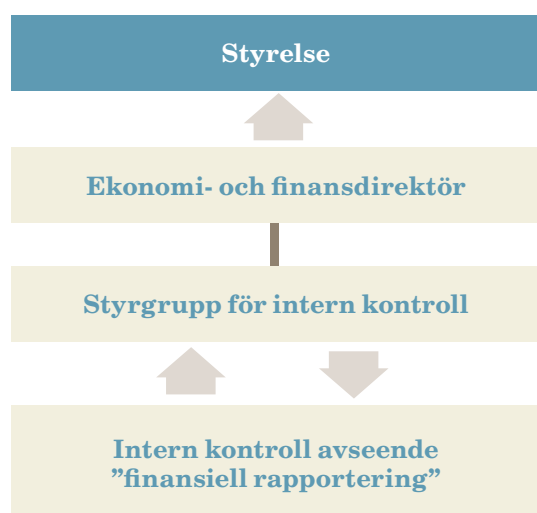 Styrelse
Ekonomi- och finansdirektör
Styrgrupp för intern kontroll
Intern kontroll avseende
”finansiell rapportering”